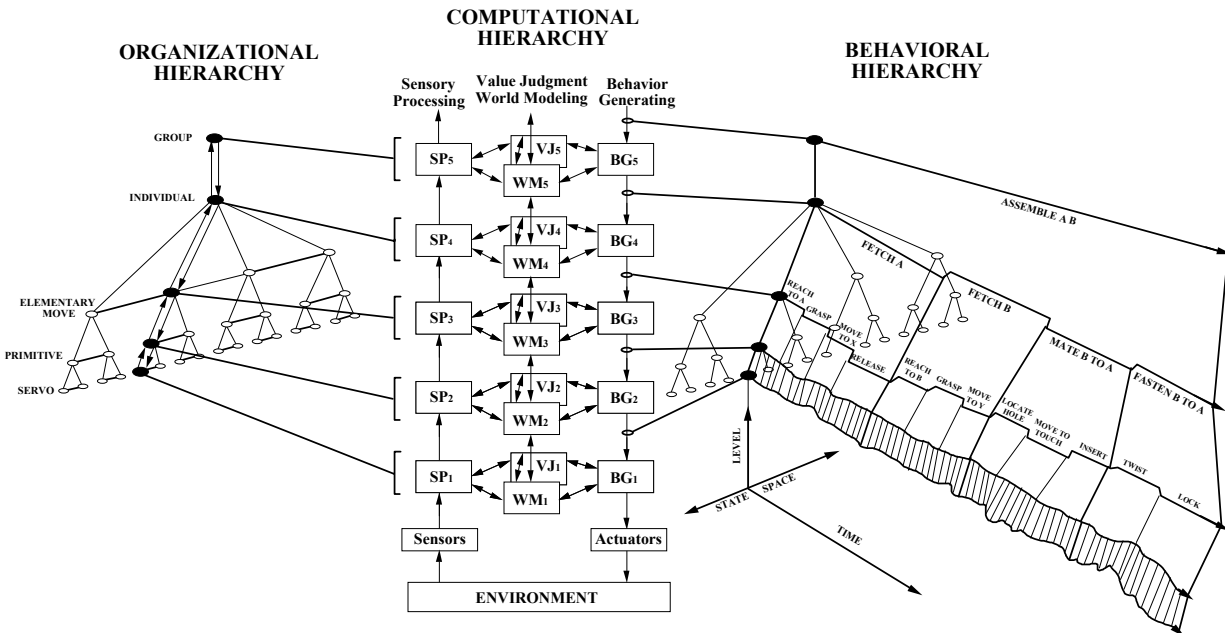 COMPUTATIONAL
HIERARCHY
ORGANIZATIONAL
HIERARCHY
BEHAVIORAL
HIERARCHY
Sensory
Processing
Value Judgment
World Modeling
Behavior
Generating
GROUP
INDIVIDUAL
ELEMENTARY
MOVE
PRIMITIVE
SERVO
SP5
VJ5
WM5
BG5
SP4
VJ4
WM4
BG4
SP3
VJ3
WM3
BG3
SP2
VJ2
WM2
BG2
SP1
VJ1
WM1
BG1
Sensors
Actuators
ENVIRONMENT
ASSEMBLE A B
FETCH A
FETCH B
MATE B TO A
FASTEN B TO A
REACH
TO A
GRASP
MOVE
TO X
RELEASE
REACH
TO B
GRASP
MOVE
TO Y
LOCATE
HOLE
MOVE TO
TOUCH
INSERT
TWIST
LOCK
LEVEL
STATE SPACE
TIME